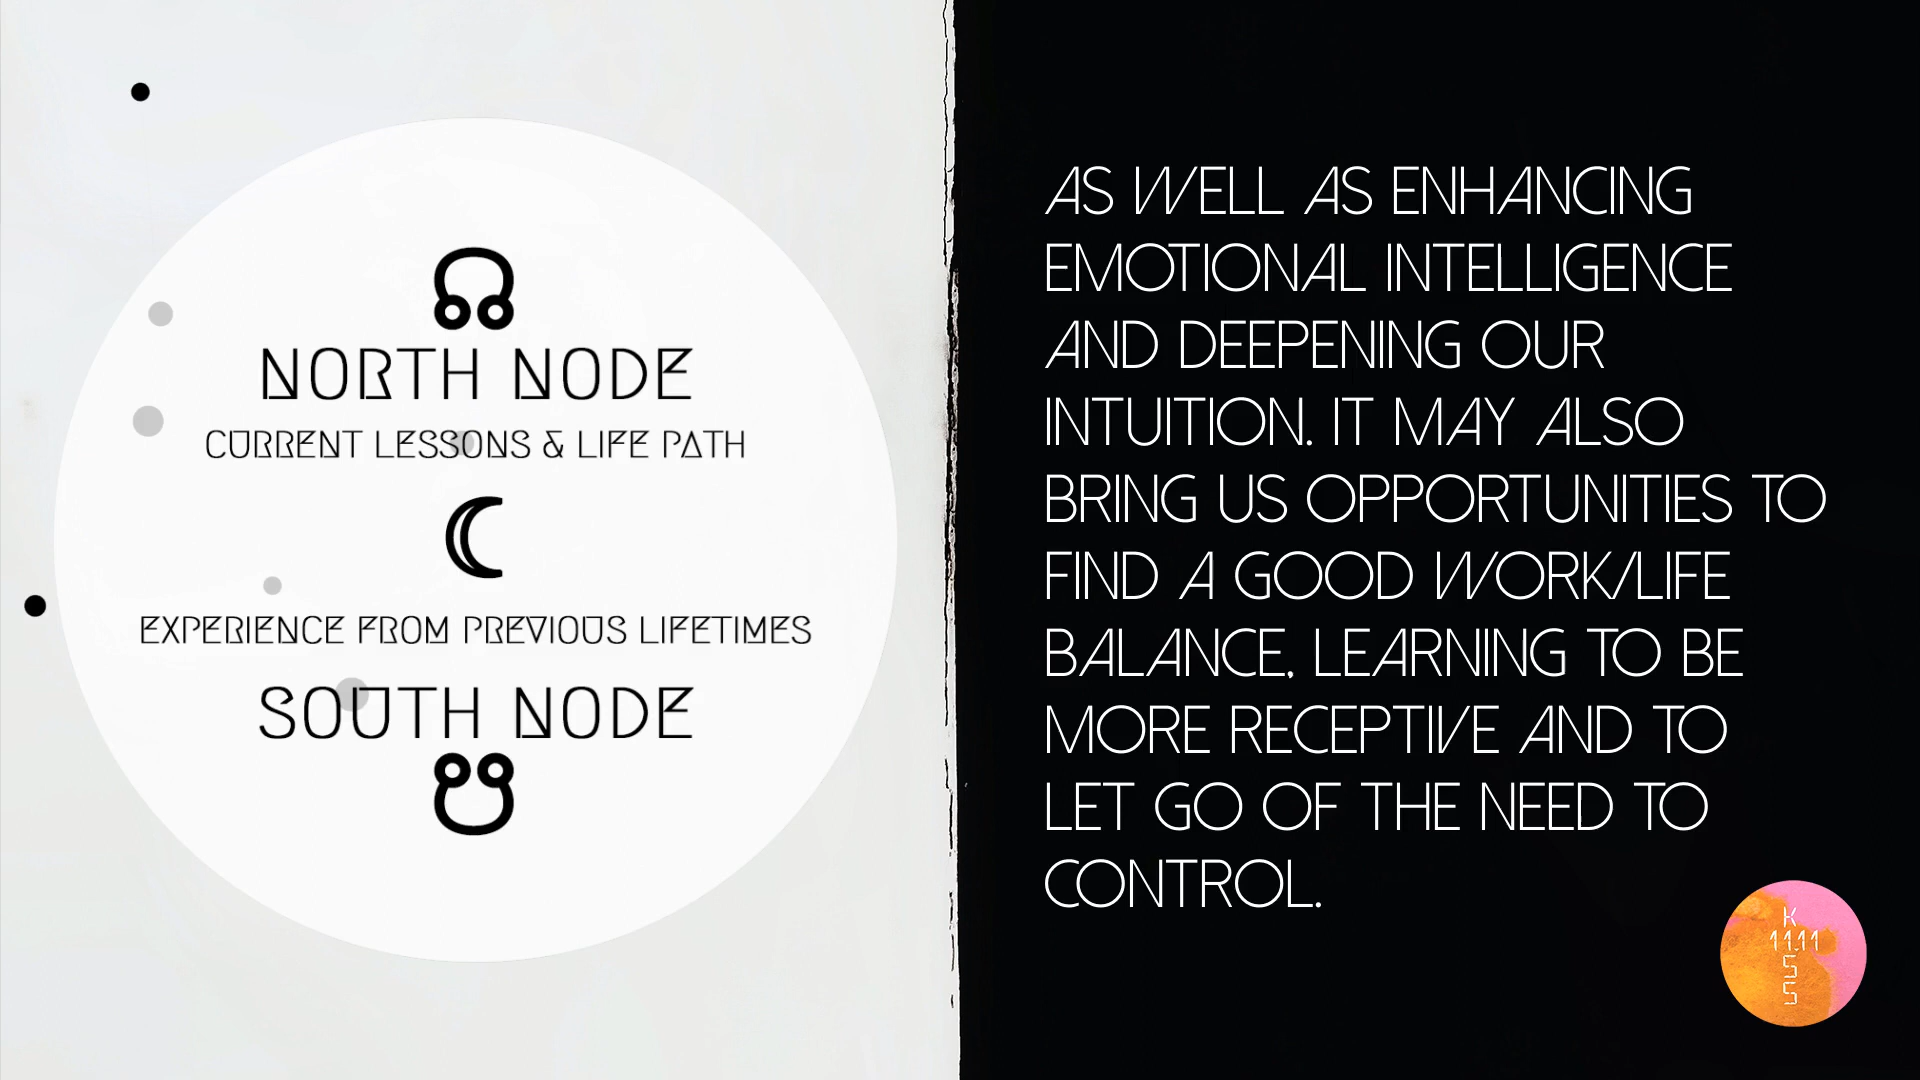 NORTH NODE
CURRENT LESSONS & LIFE PATH
EXPERIENCE FROM PREVIOUS LIFETIMES
SOUTH NODE
AS WELL AS ENHANCING
EMOTIONAL INTELLIGENCE
AND DEEPENING OUR
INTUITION. IT MAY ALSO
BRING US OPPORTUNITIES TO
FIND A GOOD WORK/LIFE
BALANCE, LEARNING TO BE
MORE RECEPTIVE AND TO
LET GO OF THE NEED TO
CONTROL.
K
11:11
S
S